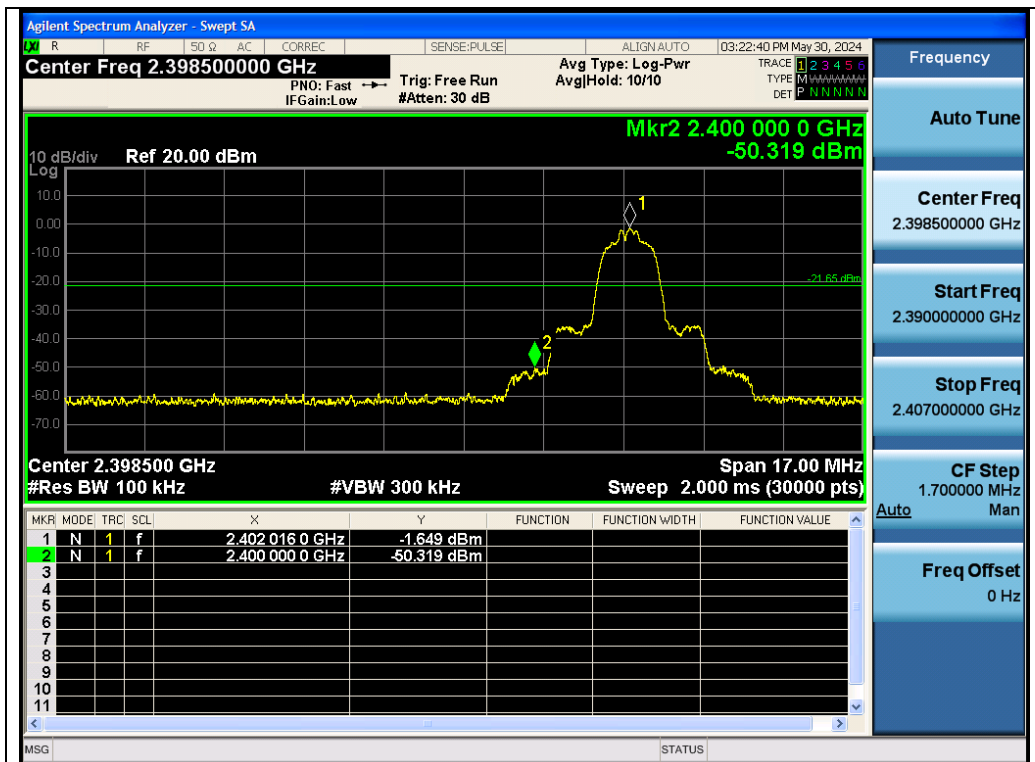 Agilent Spectrum Analyzer - Swept SA
LXI R RF 50 Ω AC CORREC SENSE:PULSE ALIGN AUTO 03:22:40 PM May 30, 2024
Center Freq 2.398500000 GHz
PNO: Fast
IFGain:Low
Trig: Free Run
#Atten: 30 dB
Avg Type: Log-Pwr
Avg|Hold: 10/10
TRACE 1 2 3 4 5 6
TYPE M
DET P N N N N N
Mkr2 2.400 000 0 GHz
-50.319 dBm
10 dB/div Ref 20.00 dBm
Log
10.0
0.00
-10.0
-20.0
-30.0
-40.0
-50.0
-60.0
-70.0
1
2
-21.65 dBm
Center 2.398500 GHz Span 17.00 MHz
#Res BW 100 kHz #VBW 300 kHz Sweep 2.000 ms (30000 pts)
MKR MODE TRC SCL X Y FUNCTION FUNCTION WIDTH FUNCTION VALUE
1 N 1 f 2.402 016 0 GHz -1.649 dBm
2 N 1 f 2.400 000 0 GHz -50.319 dBm
3
4
5
6
7
8
9
10
11
MSG STATUS
Frequency
Auto Tune
Center Freq
2.398500000 GHz
Start Freq
2.390000000 GHz
Stop Freq
2.407000000 GHz
CF Step
1.700000 MHz
Auto Man
Freq Offset
0 Hz